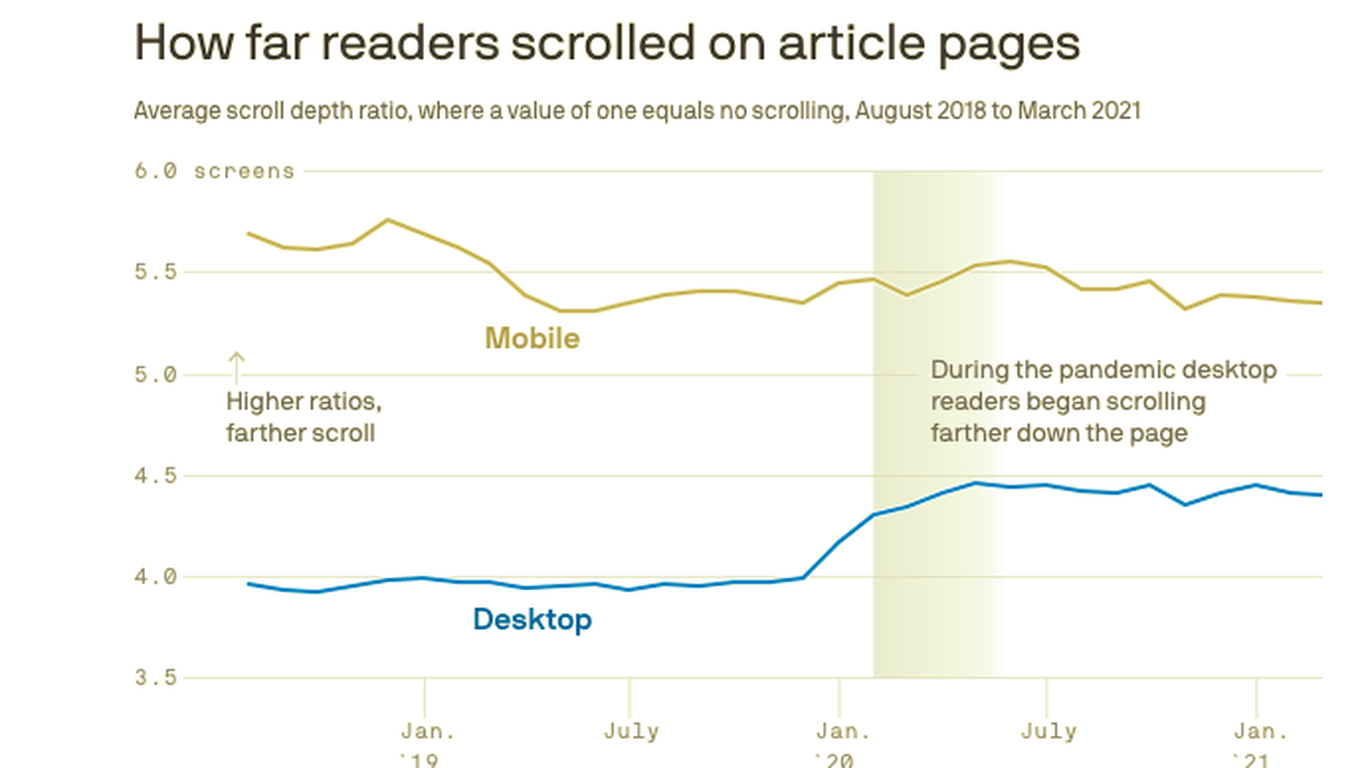 How far readers scrolled on article pages
Average scroll depth ratio, where a value of one equals no scrolling, August 2018 to March 2021
6.0 screens
5.5
Mobile
5.0
Higher ratios,
farther scroll
During the pandemic desktop
readers began scrolling
farther down the page
4.5
4.0
Desktop
3.5
Jan. July Jan. July Jan.
'19 '20 '21